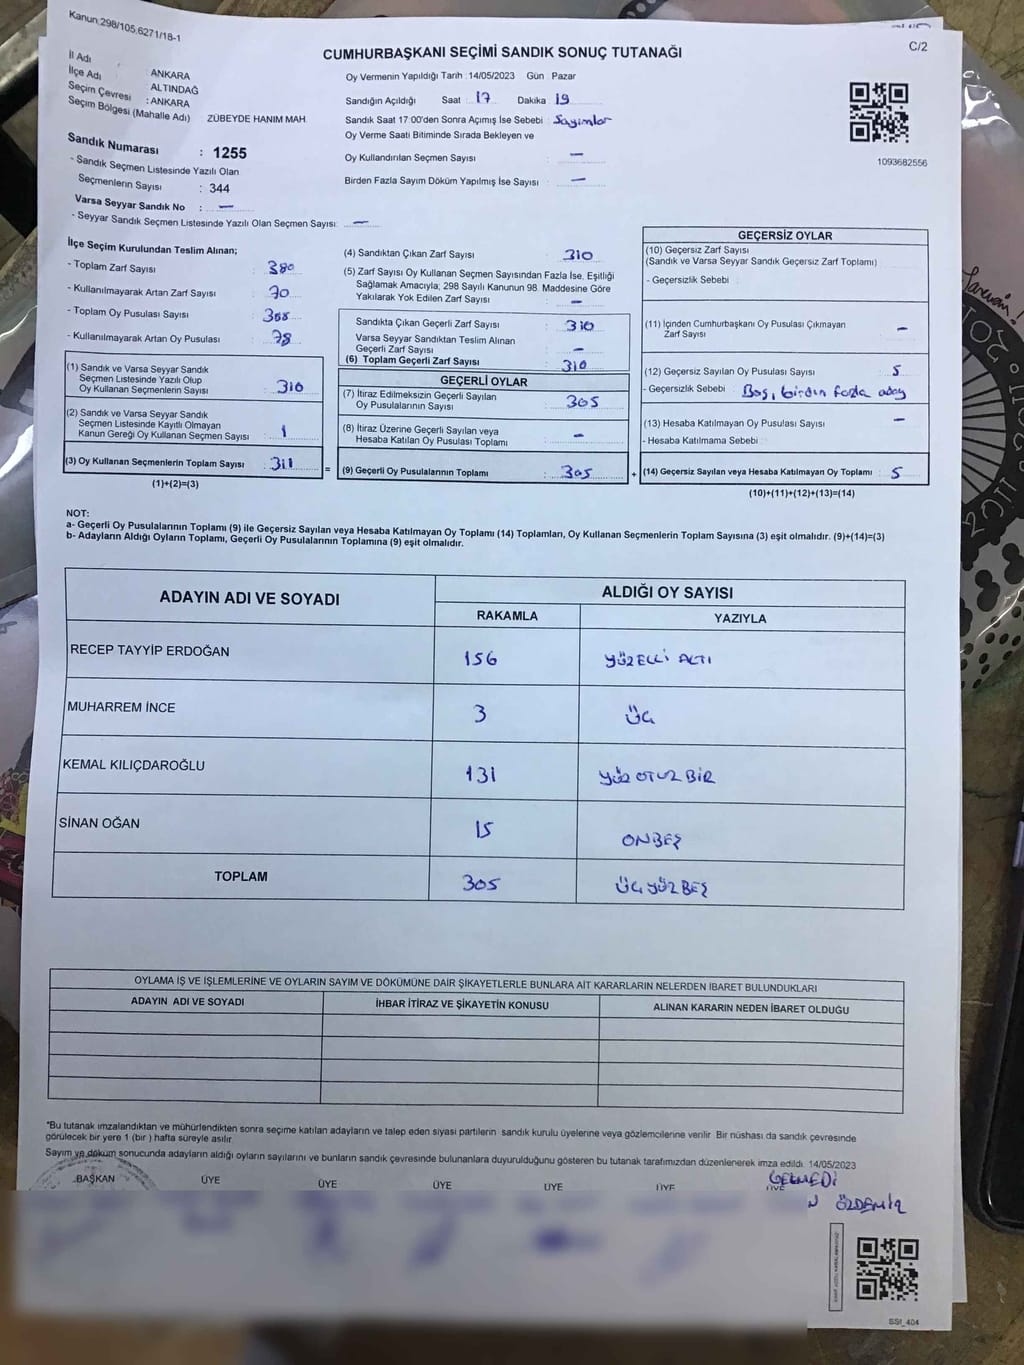 Kanun;298/105,6271/18-1
C/2
CUMHURBAŞKANI SEÇİMİ SANDIK SONUÇ TUTANAĞI
İl Adı : ANKARA
İlçe Adı : ALTINDAĞ
Seçim Çevresi : ANKARA
Seçim Bölgesi (Mahalle Adı) ZÜBEYDE HANIM MAH.
Sandık Numarası : 1255
- Sandık Seçmen Listesinde Yazılı Olan
Seçmenlerin Sayısı : 344
Varsa Seyyar Sandık No : —
- Seyyar Sandık Seçmen Listesinde Yazılı Olan Seçmen Sayısı: —
Oy Vermenin Yapıldığı Tarih :14/05/2023 Gün : Pazar
Sandığın Açıldığı Saat : 17 Dakika : 19
Sandık Saat 17:00'den Sonra Açımış İse Sebebi : Sayımlar
Oy Verme Saati Bitiminde Sırada Bekleyen ve
Oy Kullandırılan Seçmen Sayısı : —
Birden Fazla Sayım Döküm Yapılmış İse Sayısı : —
1093682556
İlçe Seçim Kurulundan Teslim Alınan;
- Toplam Zarf Sayısı : 380
- Kullanılmayarak Artan Zarf Sayısı : 70
- Toplam Oy Pusulası Sayısı :
- Kullanılmayarak Artan Oy Pusulası : 78
(1) Sandık ve Varsa Seyyar Sandık
Seçmen Listesinde Yazılı Olup
Oy Kullanan Seçmenlerin Sayısı : 310
(2) Sandık ve Varsa Seyyar Sandık
Seçmen Listesinde Kayıtlı Olmayan
Kanun Gereği Oy Kullanan Seçmen Sayısı : 1
(3) Oy Kullanan Seçmenlerin Toplam Sayısı : 311 =
(1)+(2)=(3)
(4) Sandıktan Çıkan Zarf Sayısı : 310
(5) Zarf Sayısı Oy Kullanan Seçmen Sayısından Fazla İse, Eşitliği
Sağlamak Amacıyla; 298 Sayılı Kanunun 98. Maddesine Göre
Yakılarak Yok Edilen Zarf Sayısı : —
Sandıkta Çıkan Geçerli Zarf Sayısı : 310
Varsa Seyyar Sandıktan Teslim Alınan
Geçerli Zarf Sayısı : —
(6) Toplam Geçerli Zarf Sayısı : 310
GEÇERLİ OYLAR
(7) İtiraz Edilmeksizin Geçerli Sayılan
Oy Pusulalarının Sayısı : 305
(8) İtiraz Üzerine Geçerli Sayılan veya
Hesaba Katılan Oy Pusulası Toplamı : —
(9) Geçerli Oy Pusulalarının Toplamı : 305 +
GEÇERSİZ OYLAR
(10) Geçersiz Zarf Sayısı
(Sandık ve Varsa Seyyar Sandık Geçersiz Zarf Toplamı) :
- Geçersizlik Sebebi :
(11) İçinden Cumhurbaşkanı Oy Pusulası Çıkmayan
Zarf Sayısı : —
(12) Geçersiz Sayılan Oy Pusulası Sayısı : 5
- Geçersizlik Sebebi : Boş, birden fazla aday
(13) Hesaba Katılmayan Oy Pusulası Sayısı : —
- Hesaba Katılmama Sebebi :
(14) Geçersiz Sayılan veya Hesaba Katılmayan Oy Toplamı : 5
(10)+(11)+(12)+(13)=(14)
NOT:
a- Geçerli Oy Pusulalarının Toplamı (9) ile Geçersiz Sayılan veya Hesaba Katılmayan Oy Toplamı (14) Toplamları, Oy Kullanan Seçmenlerin Toplam Sayısına (3) eşit olmalıdır. (9)+(14)=(3)
b- Adayların Aldığı Oyların Toplamı, Geçerli Oy Pusulalarının Toplamına (9) eşit olmalıdır.
ADAYIN ADI VE SOYADI
ALDIĞI OY SAYISI
RAKAMLA YAZIYLA
RECEP TAYYİP ERDOĞAN 156 YÜZELLİ ALTI
MUHARREM İNCE 3 ÜÇ
KEMAL KILIÇDAROĞLU 131 YÜZ OTUZ BİR
SİNAN OĞAN 15 ONBEŞ
TOPLAM 305 ÜÇ YÜZ BEŞ
OYLAMA İŞ VE İŞLEMLERİNE VE OYLARIN SAYIM VE DÖKÜMÜNE DAİR ŞİKAYETLERLE BUNLARA AİT KARARLARIN NELERDEN İBARET BULUNDUKLARI
ADAYIN ADI VE SOYADI İHBAR İTİRAZ VE ŞİKAYETİN KONUSU ALINAN KARARIN NEDEN İBARET OLDUĞU
*Bu tutanak imzalandıktan ve mühürlendikten sonra seçime katılan adayların ve talep eden siyasi partilerin sandık kurulu üyelerine veya gözlemcilerine verilir. Bir nüshası da sandık çevresinde
görülecek bir yere 1 (bir ) hafta süreyle asılır.
Sayım ve döküm sonucunda adayların aldığı oyların sayılarını ve bunların sandık çevresinde bulunanlara duyurulduğunu gösteren bu tutanak tarafımızdan düzenlenerek imza edildi. 14/05/2023
BAŞKAN ÜYE ÜYE ÜYE ÜYE ÜYE ÜYE
GELMEDİ
N ÖZDEMİR
SSI_404